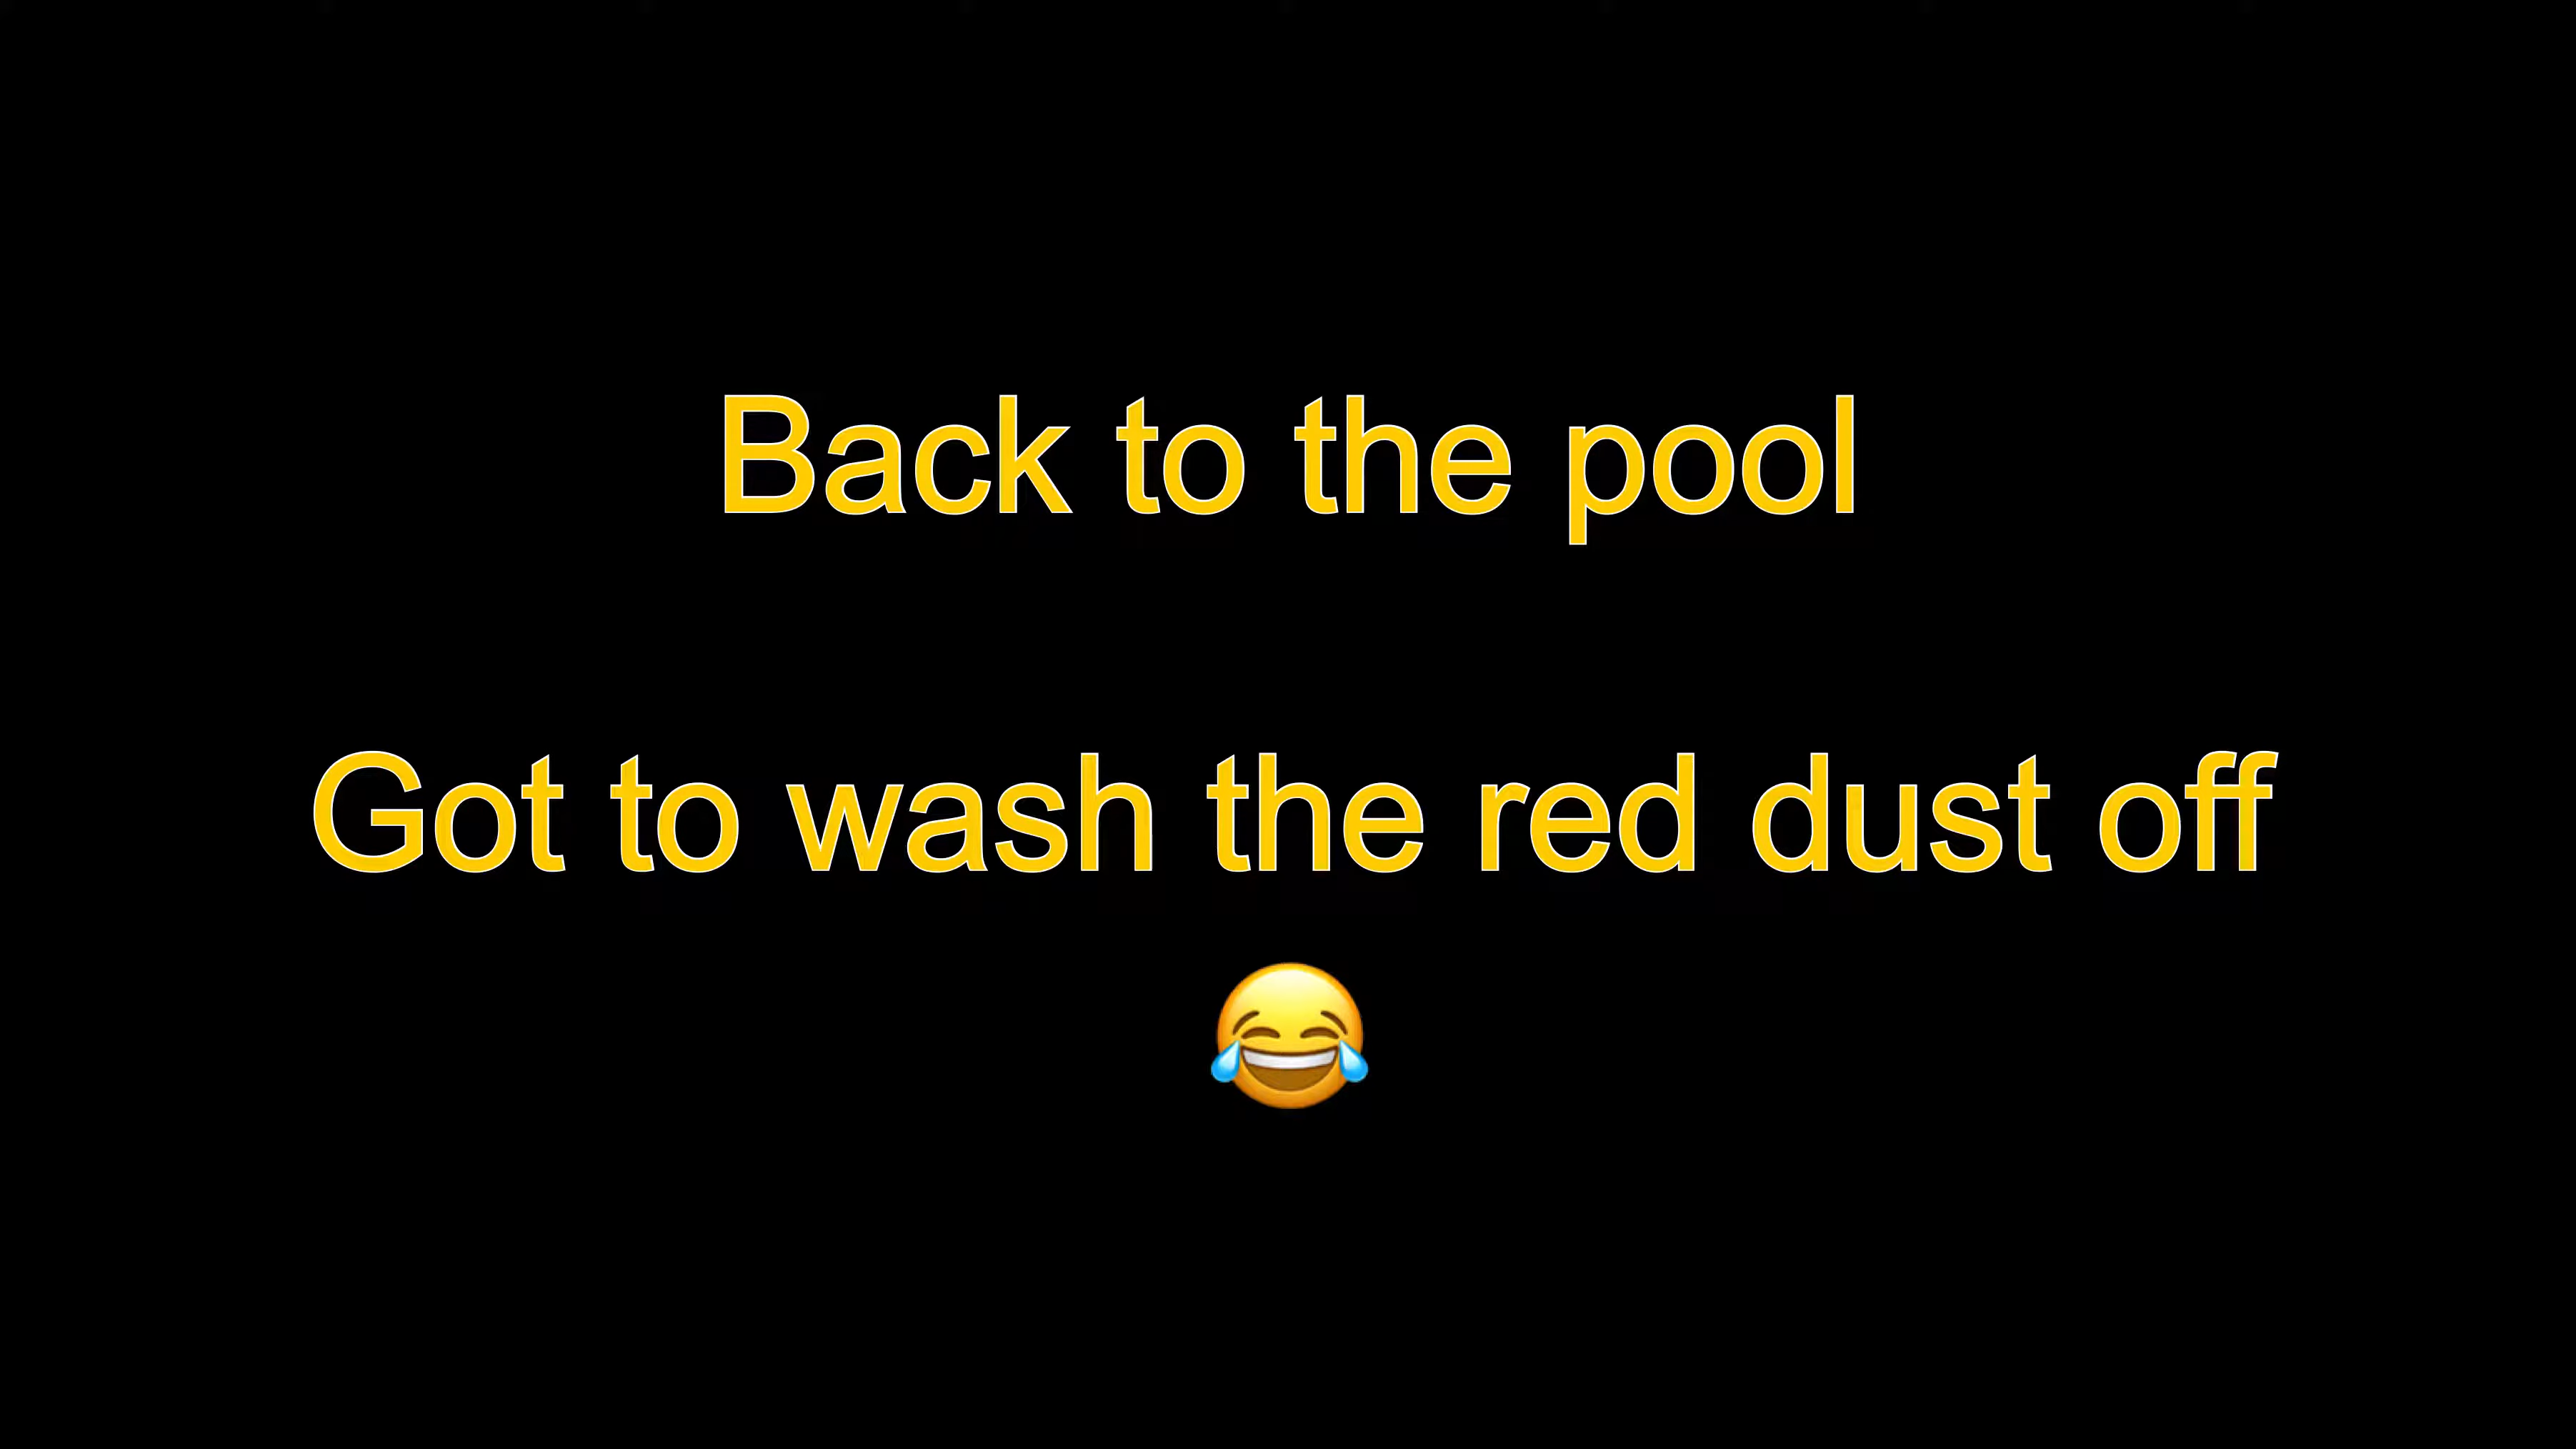 Back to the pool
Got to wash the red dust off
😂